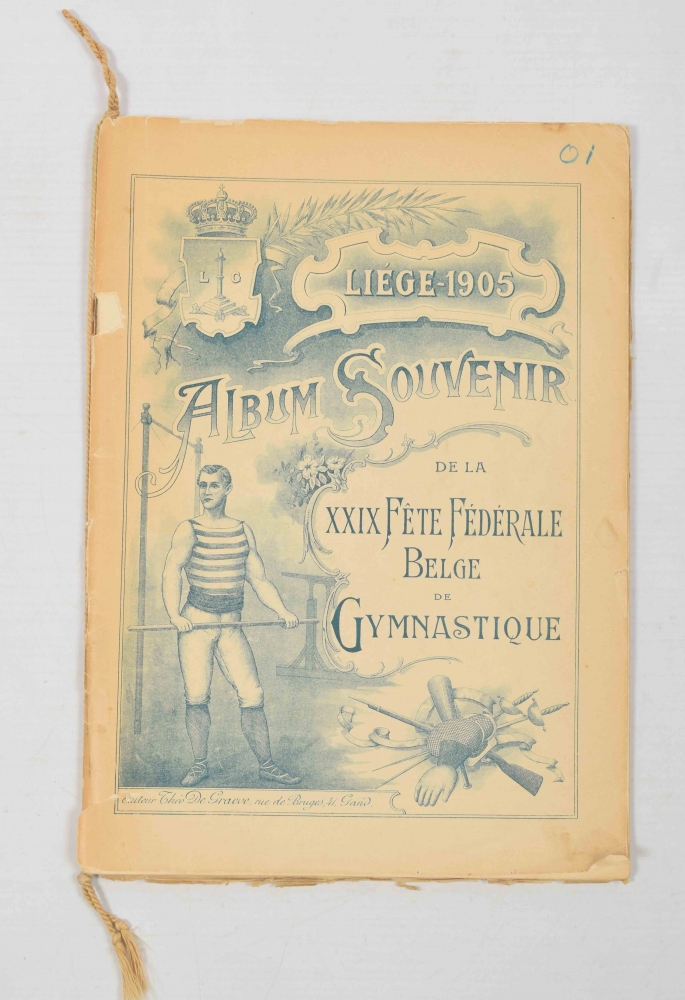 01
L G
LIÉGE-1905
ALBUM SOUVENIR
DE LA
XXIX FÊTE FÉDÉRALE
BELGE
DE
GYMNASTIQUE
Editeur Théo De Graeve, rue de Bruges, 41. Gand.